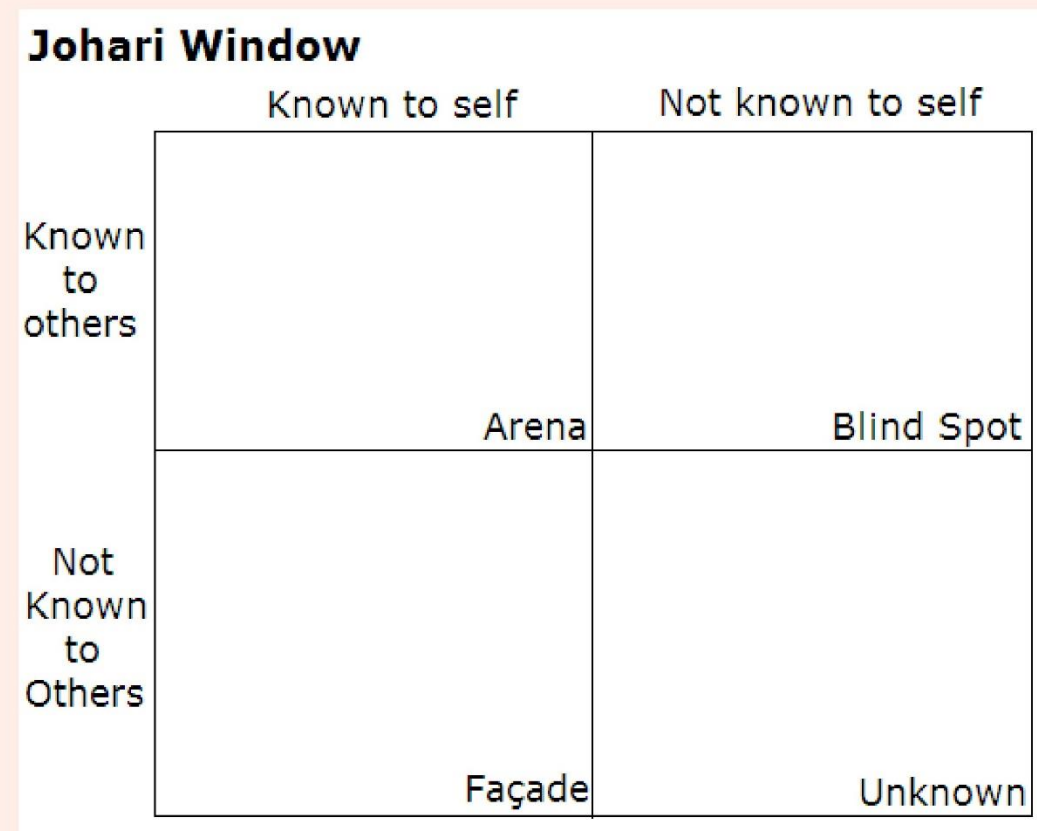 Johari Window
Known to self
Not known to self
Known
to
others
Arena
Blind Spot
Not
Known
to
Others
Façade
Unknown